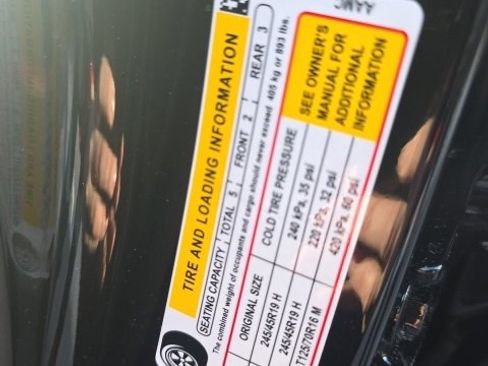 TIRE AND LOADING INFORMATION
SEATING CAPACITY TOTAL 5 FRONT 2 REAR 3
The combined weight of occupants and cargo should never exceed 405 kg or 893 lbs.
ORIGINAL SIZE COLD TIRE PRESSURE
245/45R19 H 240 kPa, 35 psi
245/45R19 H 220 kPa, 32 psi
T125/70R16 M 420 kPa, 60 psi
SEE OWNER'S
MANUAL FOR
ADDITIONAL
INFORMATION